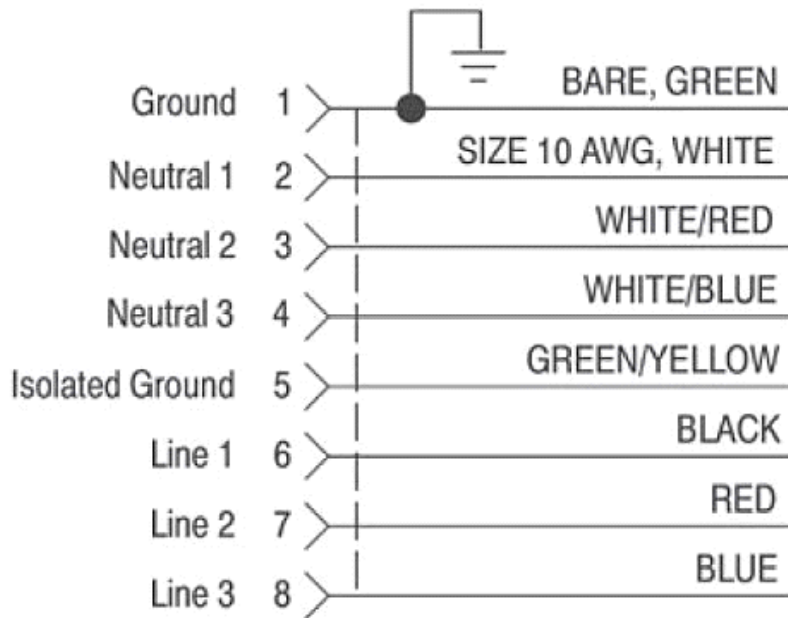 Ground 1 BARE, GREEN
Neutral 1 2 SIZE 10 AWG, WHITE
Neutral 2 3 WHITE/RED
Neutral 3 4 WHITE/BLUE
Isolated Ground 5 GREEN/YELLOW
Line 1 6 BLACK
Line 2 7 RED
Line 3 8 BLUE